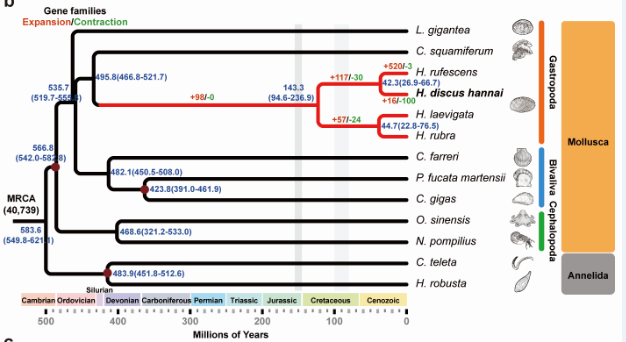 b
Gene families
Expansion/Contraction
L. gigantea
C. squamiferum
495.8(466.8-521.7)
535.7
(519.7-555.4)
+520/-3
H. rufescens
+117/-30
42.3(26.9-66.7)
143.3
(94.6-236.9)
H. discus hannai
+98/-0
+16/-100
H. laevigata
+57/-24
44.7(22.8-76.5)
H. rubra
566.8
(542.0-582.8)
C. farreri
482.1(450.5-508.0)
P. fucata martensii
423.8(391.0-461.9)
C. gigas
MRCA
(40,739)
583.6
(549.8-621.1)
O. sinensis
468.6(321.2-533.0)
N. pompilius
C. teleta
483.9(451.8-512.6)
H. robusta
Gastropoda
Bivaliva
Cephalopoda
Mollusca
Annelida
Silurian
Cambrian Ordovician Devonian Carboniferous Permian Triassic Jurassic Cretaceous Cenozoic
500 400 300 200 100 0
Millions of Years